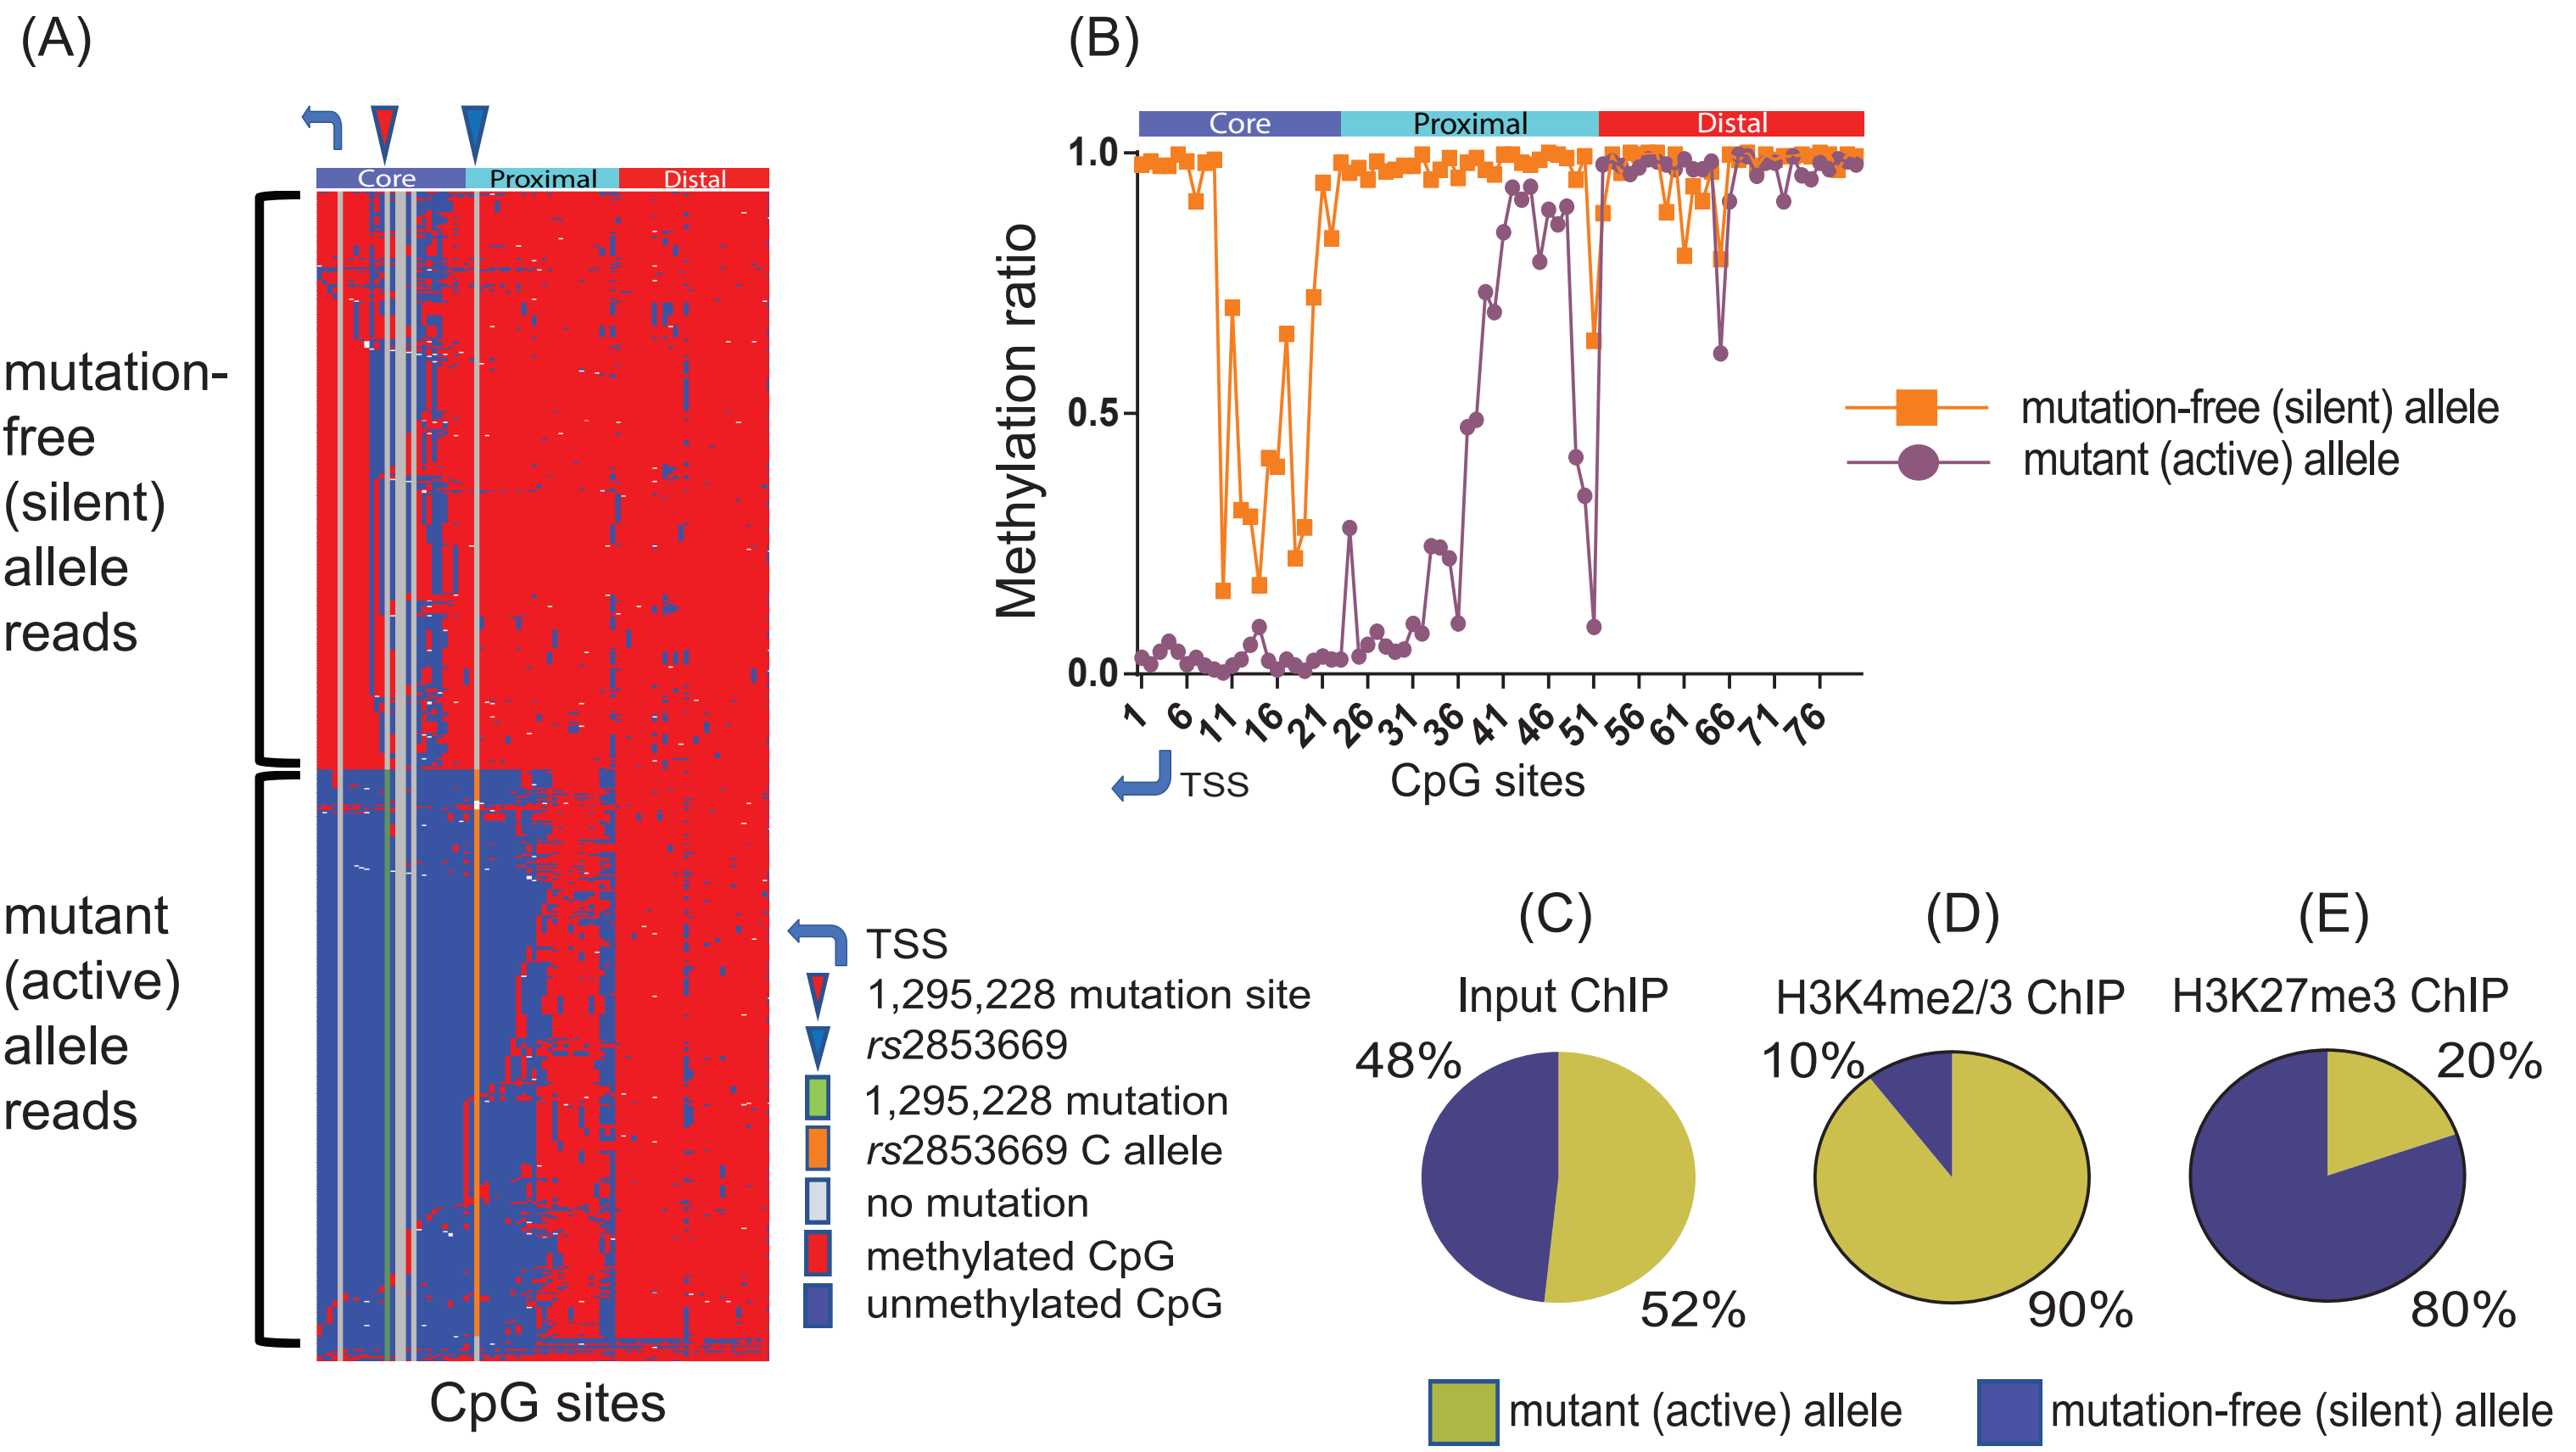 (A)
Core Proximal Distal
mutation-
free
(silent)
allele
reads
mutant
(active)
allele
reads
CpG sites
TSS
1,295,228 mutation site
rs2853669
1,295,228 mutation
rs2853669 C allele
no mutation
methylated CpG
unmethylated CpG
(B)
Core Proximal Distal
Methylation ratio
1.0
0.5
0.0
1 6 11 16 21 26 31 36 41 46 51 56 61 66 71 76
TSS
CpG sites
mutation-free (silent) allele
mutant (active) allele
(C)
Input ChIP
48%
52%
(D)
H3K4me2/3 ChIP
10%
90%
(E)
H3K27me3 ChIP
20%
80%
mutant (active) allele
mutation-free (silent) allele